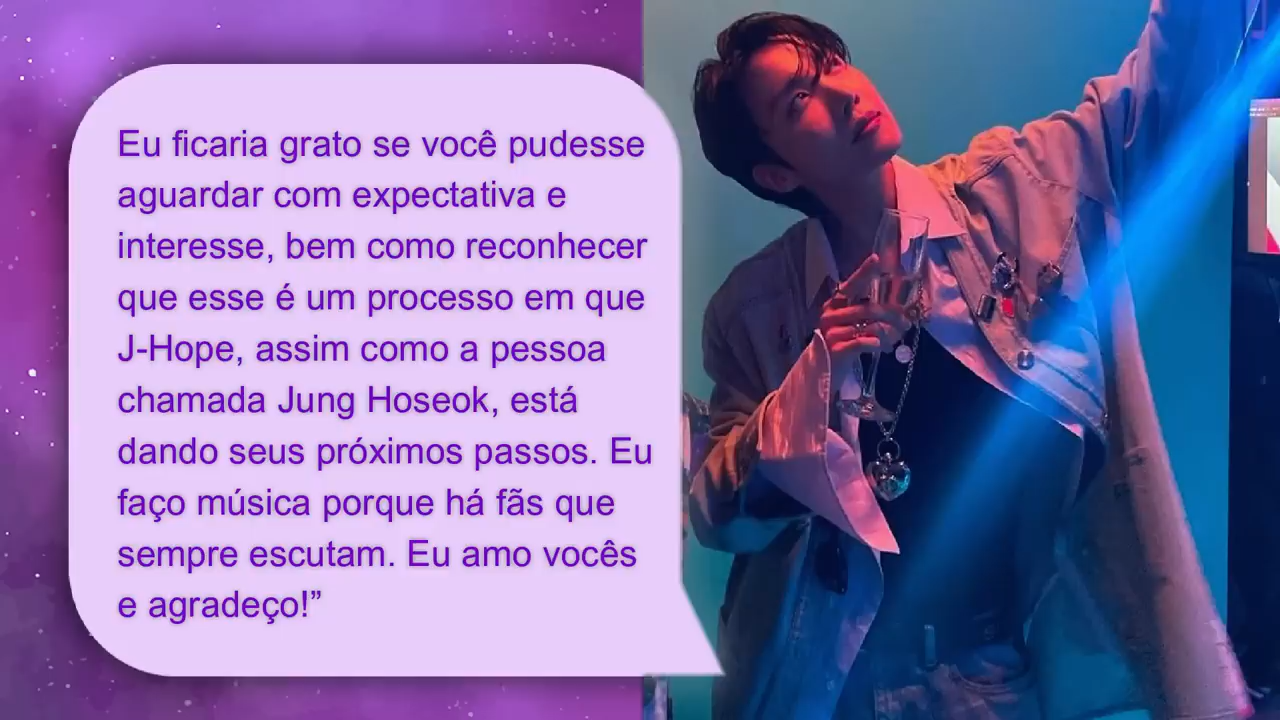 Eu ficaria grato se você pudesse
aguardar com expectativa e
interesse, bem como reconhecer
que esse é um processo em que
J-Hope, assim como a pessoa
chamada Jung Hoseok, está
dando seus próximos passos. Eu
faço música porque há fãs que
sempre escutam. Eu amo vocês
e agradeço!”